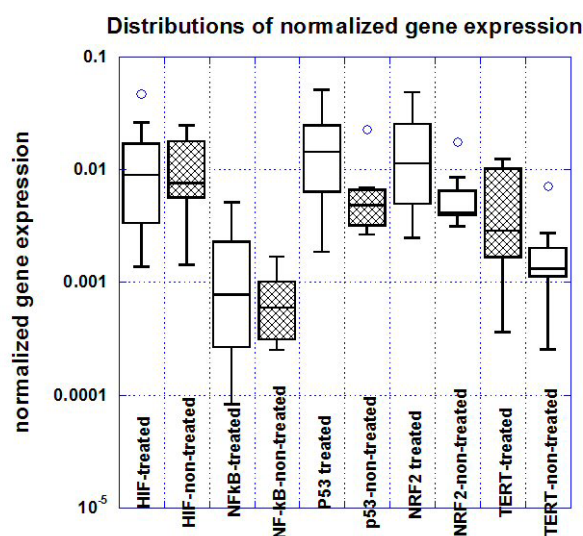 Distributions of normalized gene expression
normalized gene expression
0.1
0.01
0.001
0.0001
10^-5
HIF-treated
HIF-non-treated
NFkB-treated
NF-kB-non-treated
P53 treated
p53-non-treated
NRF2 treated
NRF2-non-treated
TERT-treated
TERT-non-treated